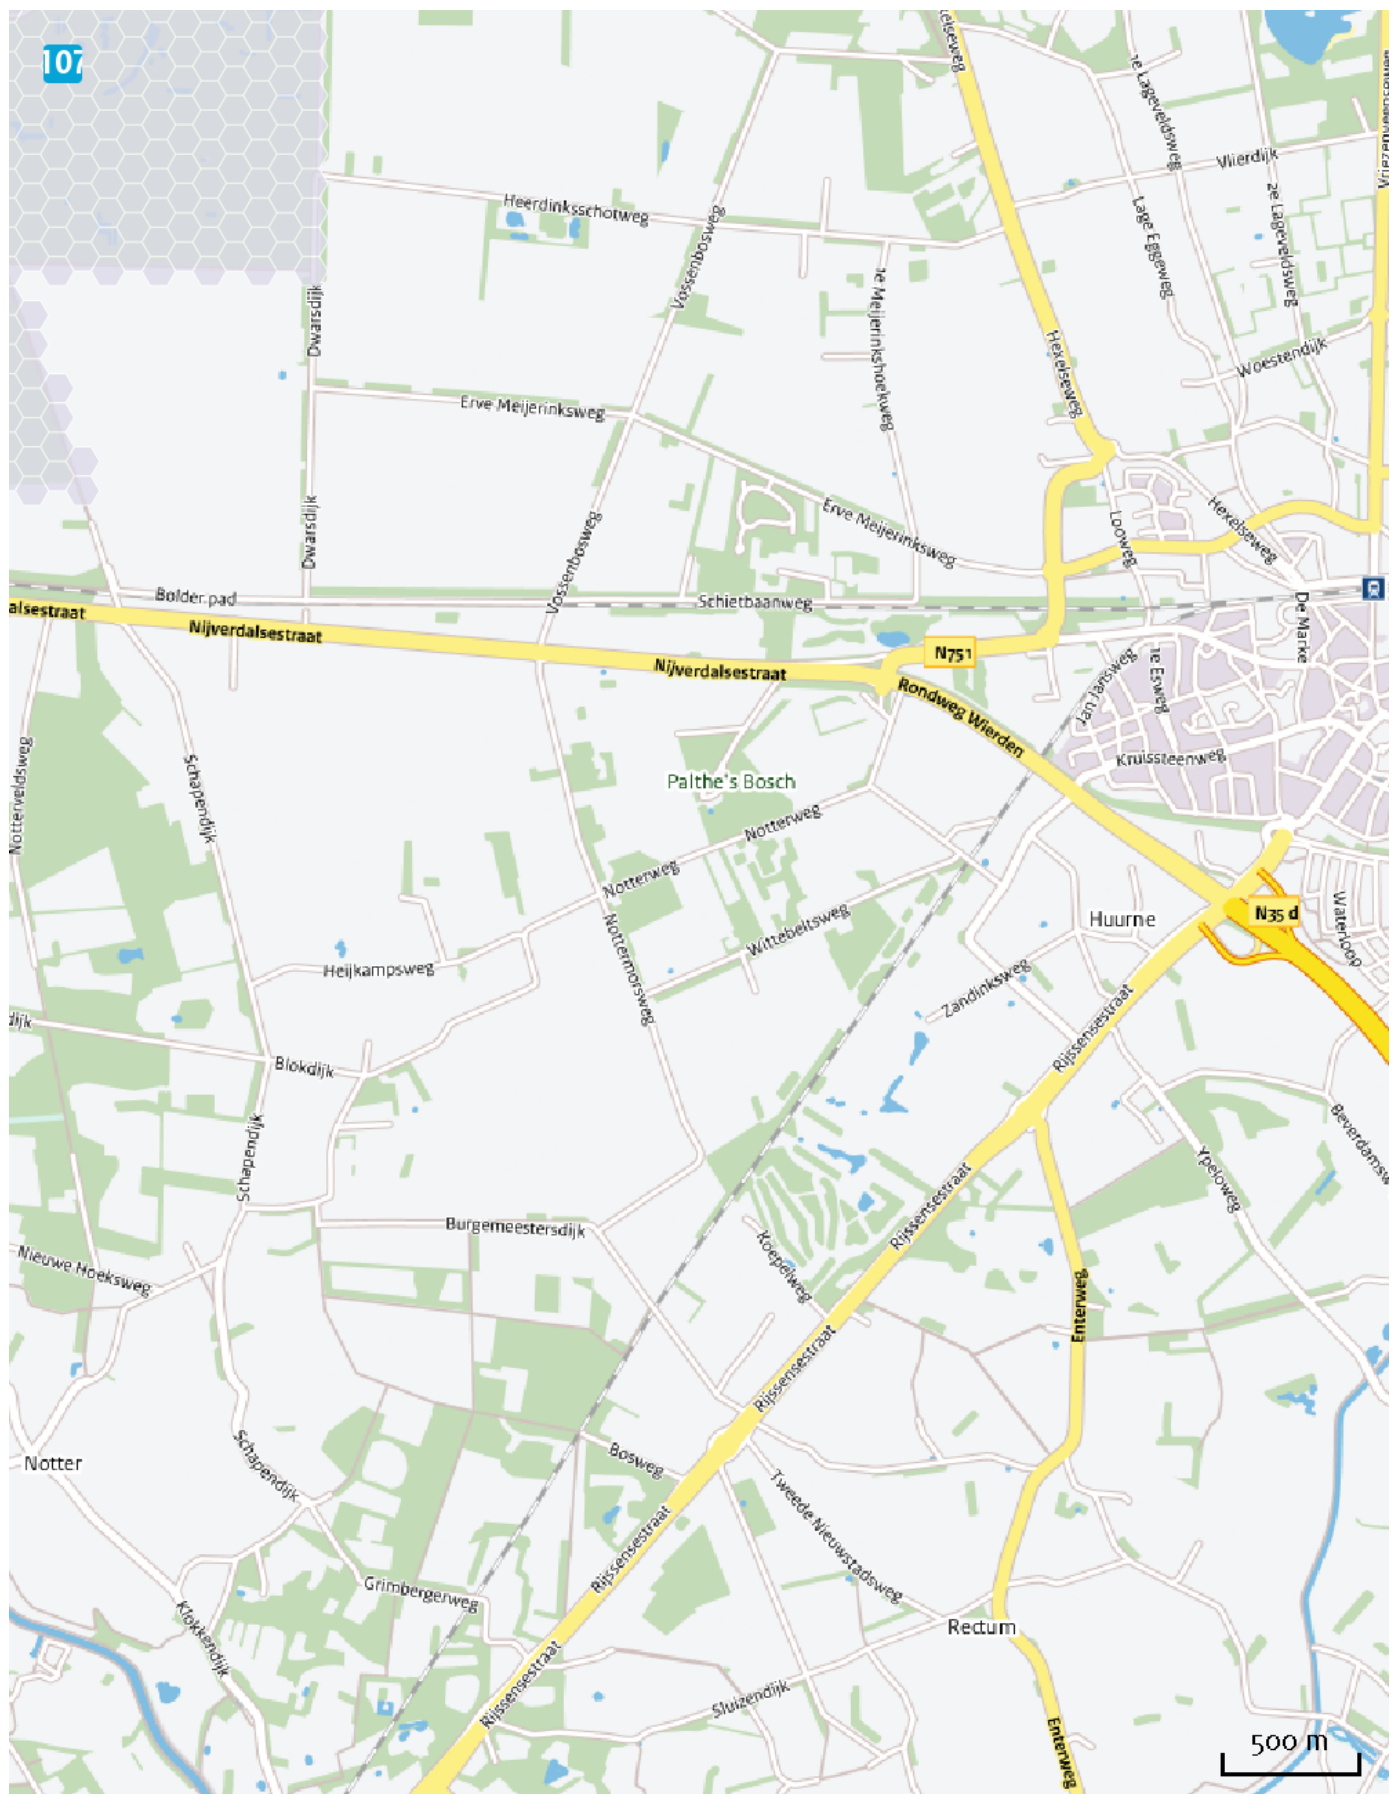 107
elseweg
1e Lageveldsweg
Vlierdijk
Vriezenveenseweg
Heerdinksschotweg
Vossenbosweg
Lage Eggeweg
2e Lageveldsweg
1e Meijerinkshoekweg
Dwarsdijk
Hexelseweg
Woestendijk
Erve Meijerinksweg
Dwarsdijk
Vossenbosweg
Erve Meijerinksweg
Looweg
Hexelseweg
Bolder.pad
Schietbaanweg
De Marke
alsestraat
Nijverdalsestraat
Nijverdalsestraat
N751
Rondweg Wierden
Jan Jansweg
1e Esweg
Kruissteenweg
Notterveldsweg
Schapendijk
Palthe's Bosch
Notterweg
Notterweg
Nottermorsweg
Wittebeltsweg
Huurne
N35 d
Waterloop
Heijkampsweg
Zandinksweg
Rijssensestraat
dijk
Blokdijk
Schapendijk
Beverdamsw
Ypeloweg
Rijssensestraat
Burgemeestersdijk
Koepelweg
Nieuwe Hoeksweg
Enterweg
Rijssensestraat
Notter
Schapendijk
Bosweg
Tweede Nieuwstadsweg
Rijssensestraat
Grimbergerweg
Klokkendijk
Rectum
Rijssensestraat
Sluizendijk
Enterweg
500 m